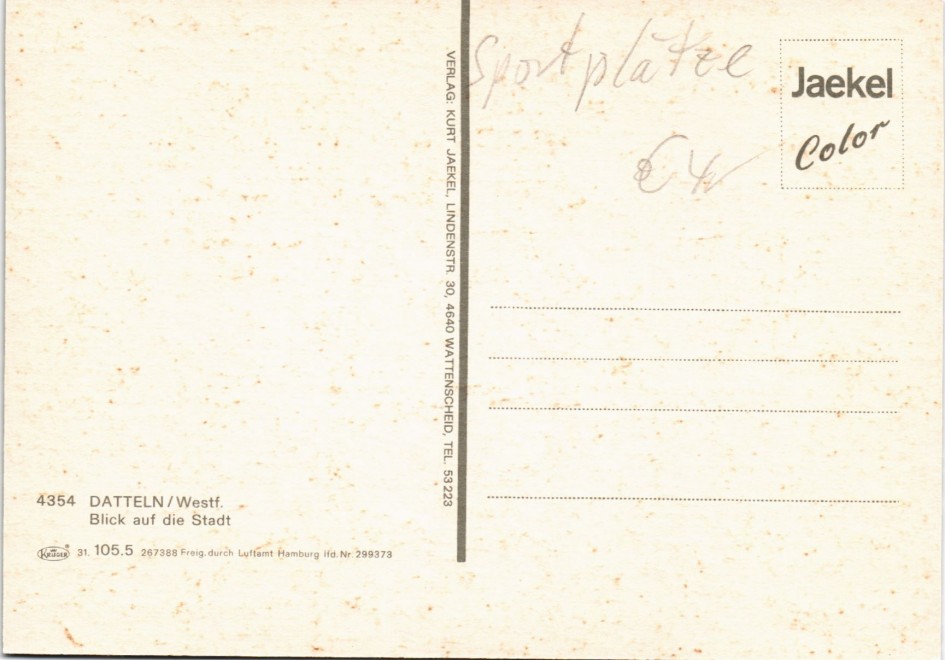 Sportplätze
€ 4,-
Jaekel
Color
VERLAG: KURT JAEKEL, LINDENSTR. 30, 4640 WATTENSCHEID, TEL. 53223
4354 DATTELN/Westf.
Blick auf die Stadt
KRÜGER 31. 105.5 267388 Freig. durch Luftamt Hamburg lfd. Nr. 299373